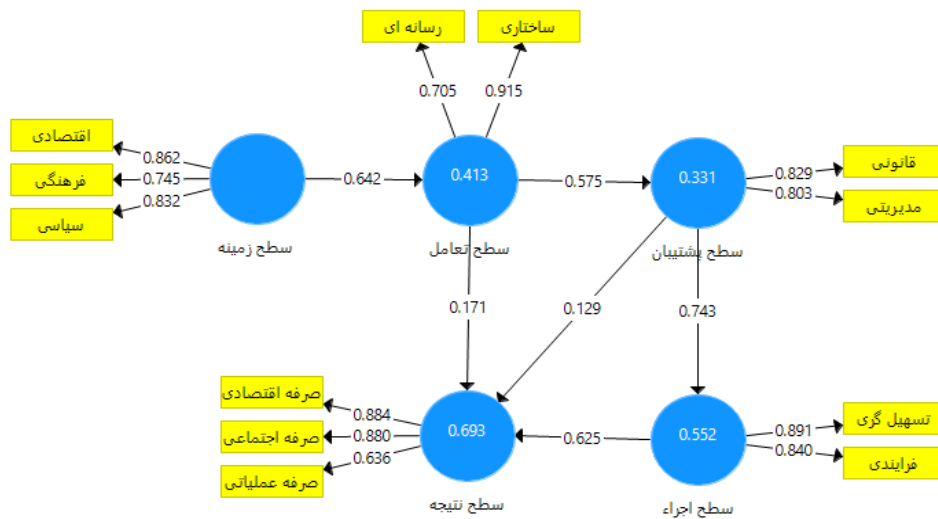 رسانه ای
ساختاری
0.705
0.915
اقتصادی
فرهنگی
سیاسی
0.862
0.745
0.832
سطح زمینه
0.642
0.413
سطح تعامل
0.575
0.331
سطح پشتیبان
0.829
0.803
قانونی
مدیریتی
0.171
0.129
0.743
صرفه اقتصادی
صرفه اجتماعی
صرفه عملیاتی
0.884
0.880
0.636
0.693
سطح نتیجه
0.625
0.552
سطح اجراء
0.891
0.840
تسهیل گری
فرایندی